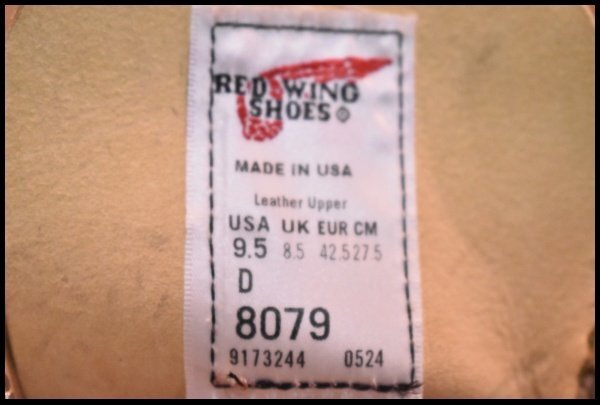 RED WING
SHOES®
MADE IN USA
Leather Upper
USA UK EUR CM
9.5 8.5 42.5 27.5
D
8079
9173244 0524